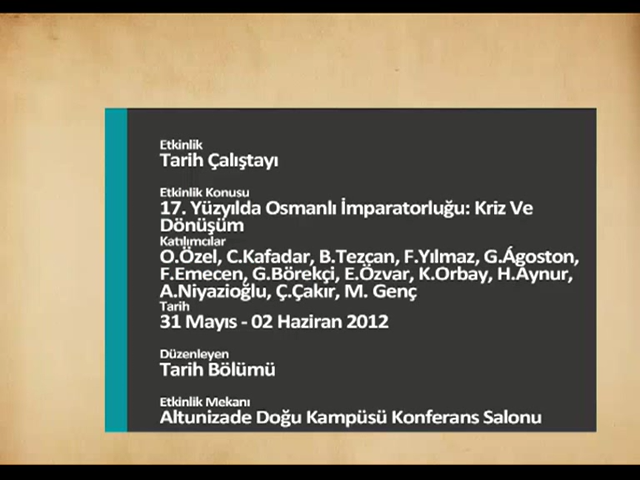 Etkinlik
Tarih Çalıştayı
Etkinlik Konusu
17. Yüzyılda Osmanlı İmparatorluğu: Kriz Ve
Dönüşüm
Katılımcılar
O.Özel, C.Kafadar, B.Tezcan, F.Yılmaz, G.Ágoston,
F.Emecen, G.Börekçi, E.Özvar, K.Orbay, H.Aynur,
A.Niyazioğlu, Ç.Çakır, M. Genç
Tarih
31 Mayıs - 02 Haziran 2012
Düzenleyen
Tarih Bölümü
Etkinlik Mekanı
Altunizade Doğu Kampüsü Konferans Salonu